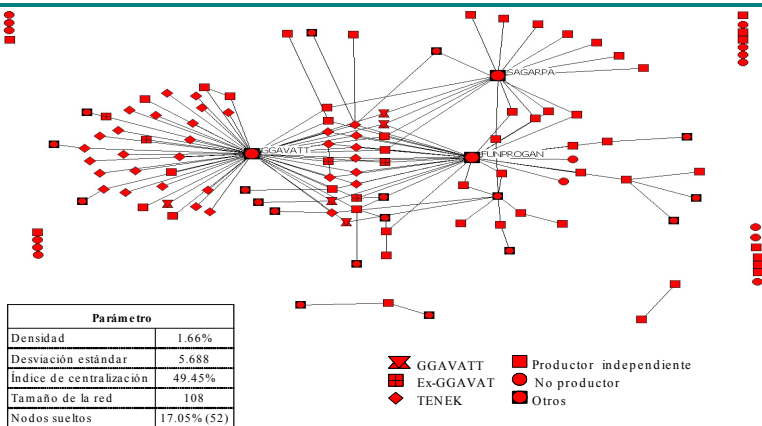 SAGARPA
GGAVATT
FUNPROGAN
Parámetro
Densidad 1.66%
Desviación estándar 5.688
Índice de centralización 49.45%
Tamaño de la red 108
Nodos sueltos 17.05% (52)
GGAVATT
Ex-GGAVAT
TENEK
Productor independiente
No productor
Otros